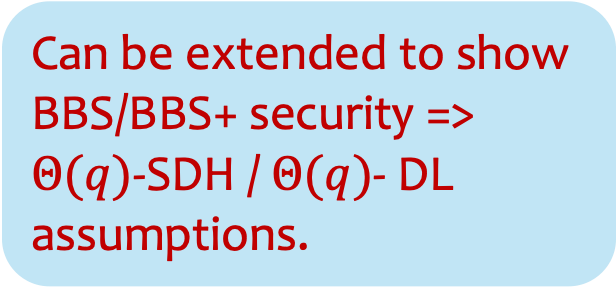 Can be extended to show
BBS/BBS+ security =>
Θ(𝑞)-SDH / Θ(𝑞)- DL
assumptions.